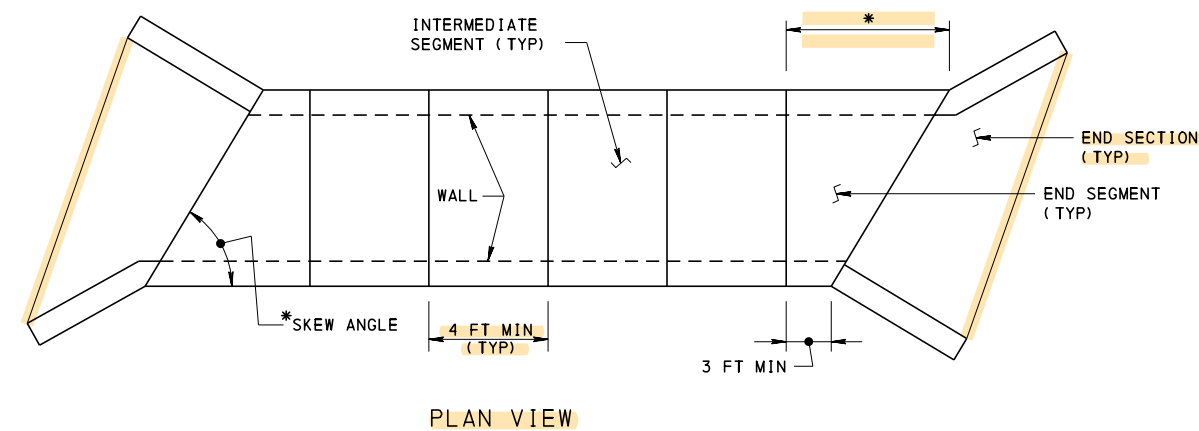 INTERMEDIATE
SEGMENT (TYP)
*
END SECTION
(TYP)
WALL
END SEGMENT
(TYP)
*SKEW ANGLE
4 FT MIN
(TYP)
3 FT MIN
PLAN VIEW